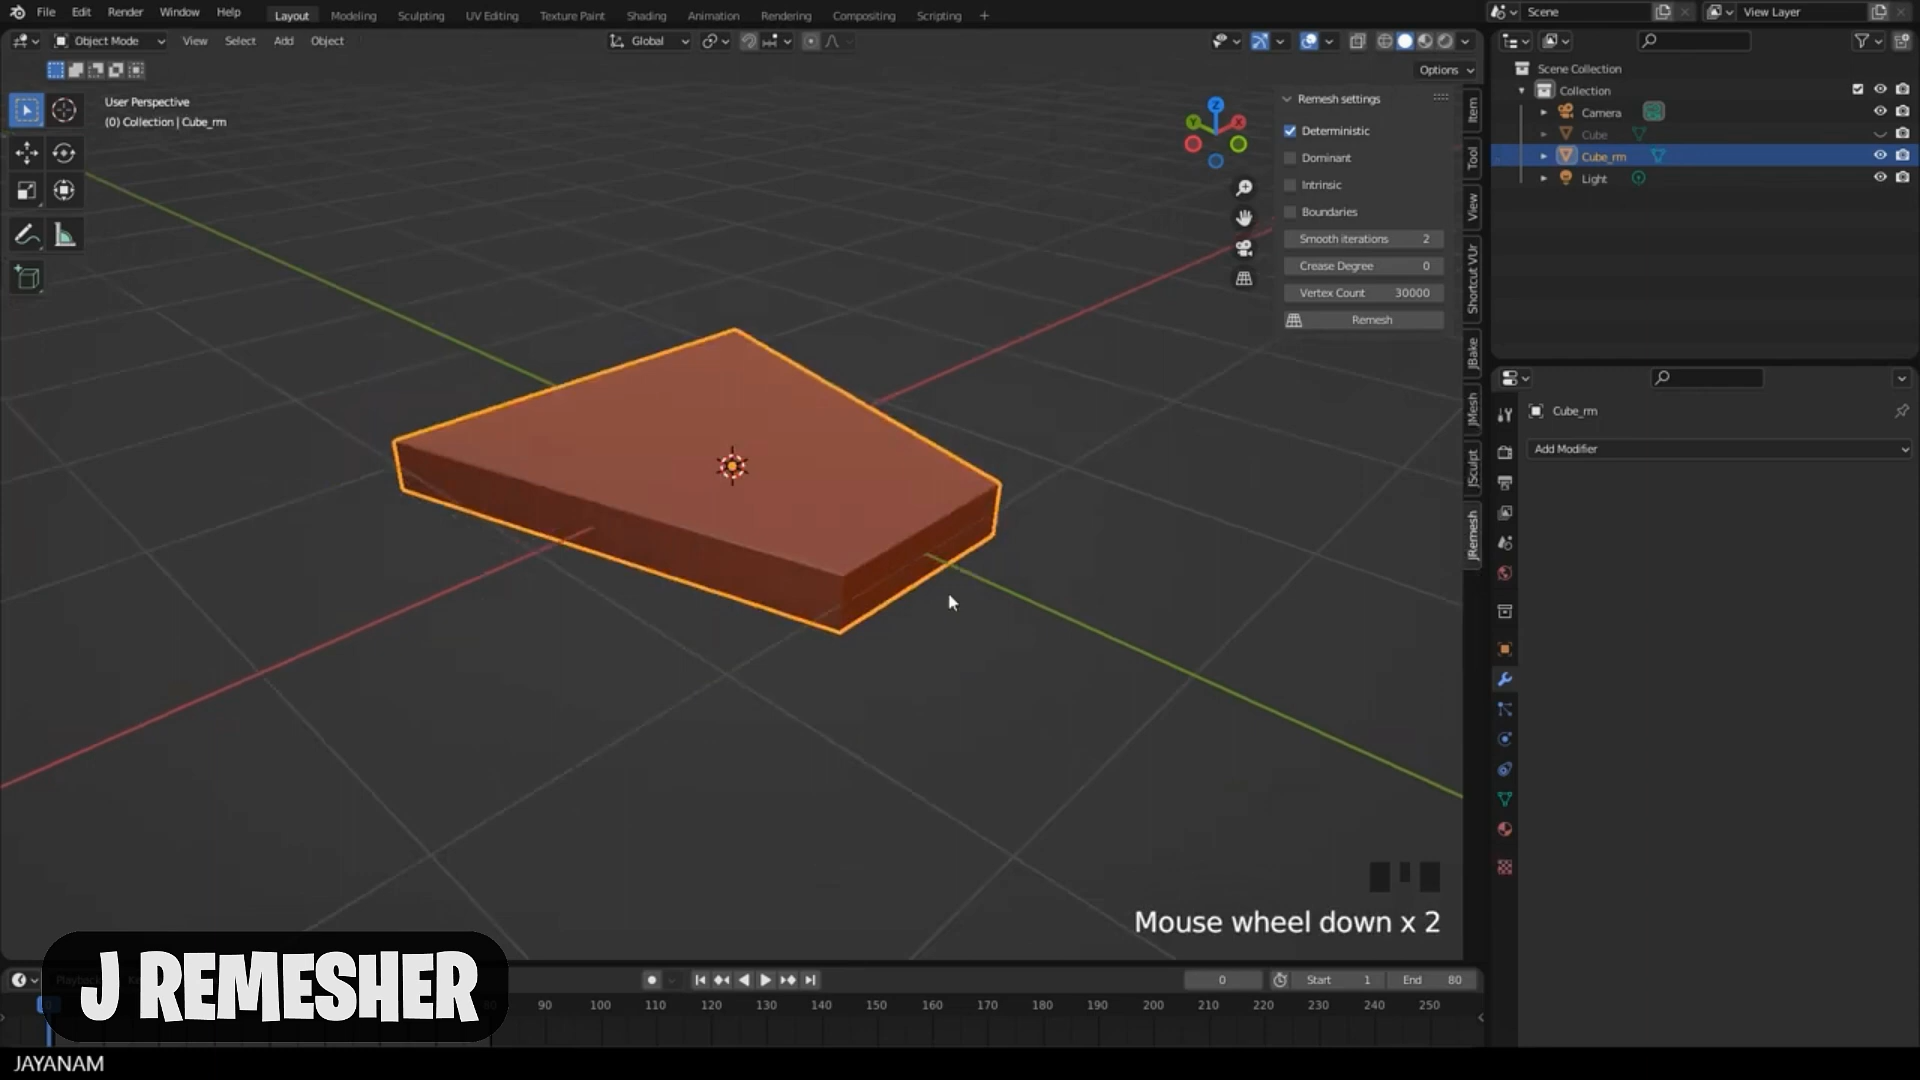 File Edit Render Window Help Layout Modeling Sculpting UV Editing Texture Paint Shading Animation Rendering Compositing Scripting + Scene View Layer
Object Mode View Select Add Object Global
Options
User Perspective
(0) Collection | Cube_rm
Z
Y
X
Remesh settings
Deterministic
Dominant
Intrinsic
Boundaries
Smooth iterations 2
Crease Degree 0
Vertex Count 30000
Remesh
Item
Tool
View
Shortcut VUr
JBake
JMesh
JSculpt
JRemesh
Scene Collection
Collection
Camera
Cube
Cube_rm
Light
Cube_rm
Add Modifier
Mouse wheel down x 2
J REMESHER
0 Start 1 End 80
0 80 90 100 110 120 130 140 150 160 170 180 190 200 210 220 230 240 250
JAYANAM